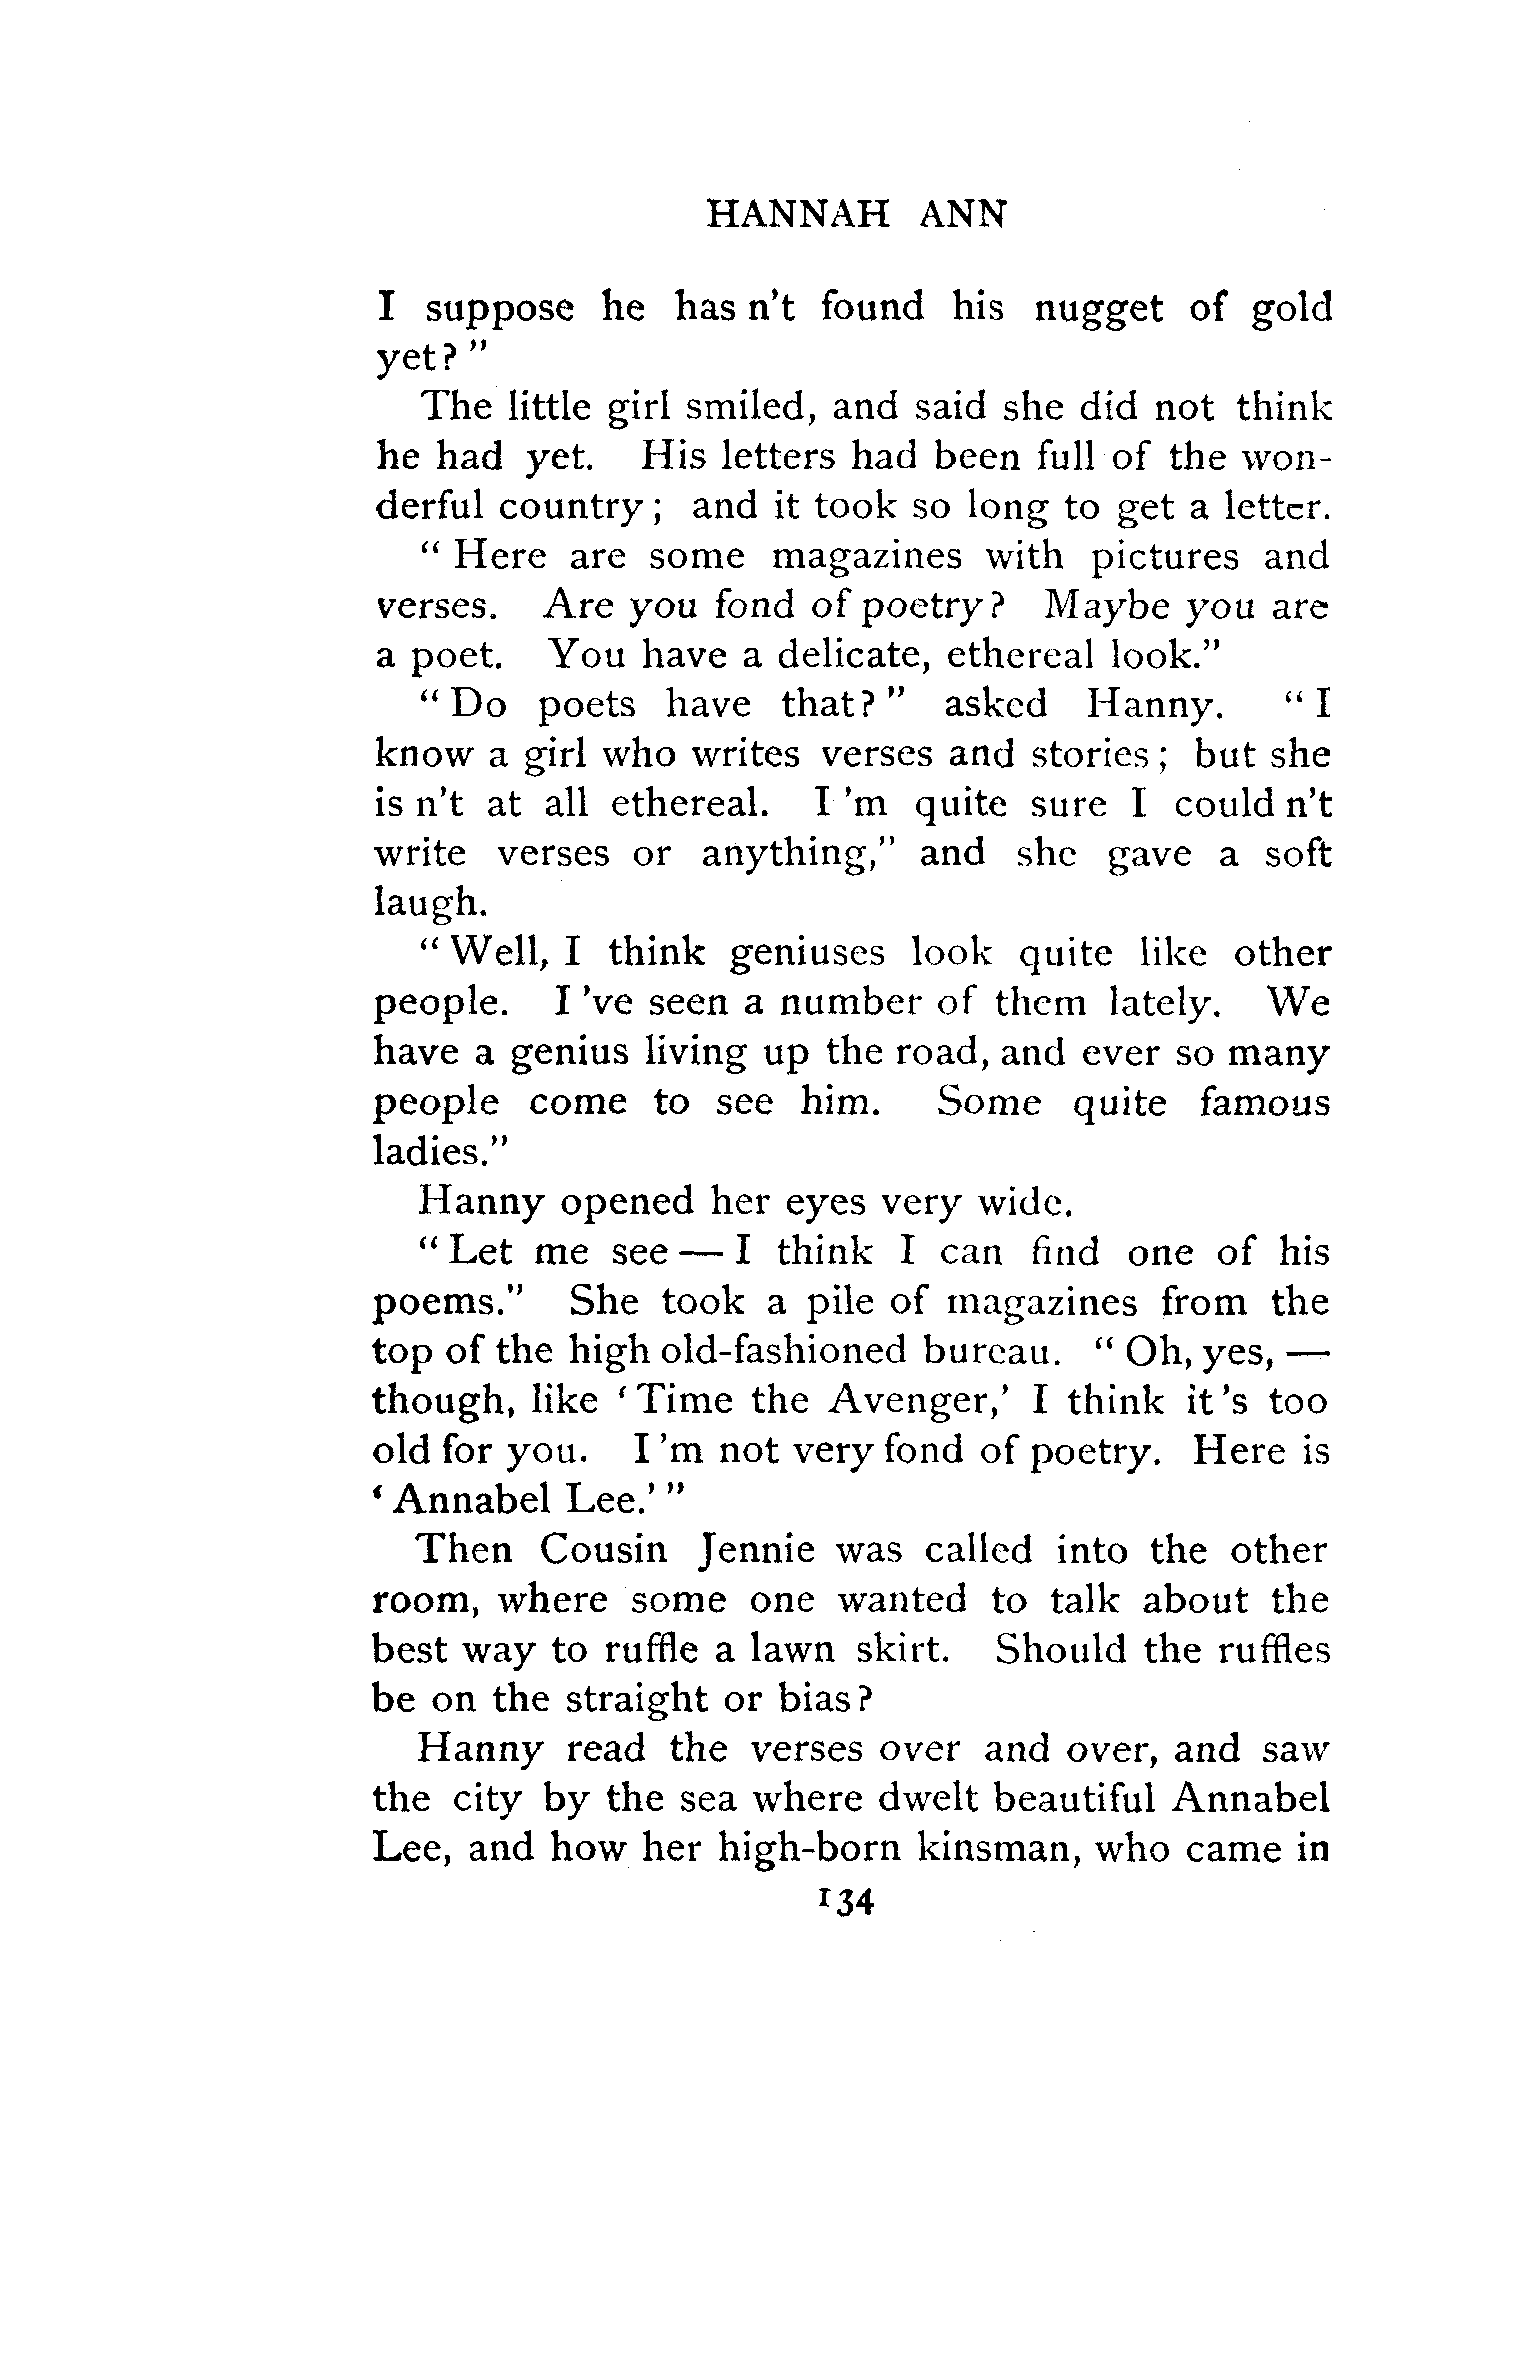 HANNAH ANN
I suppose he has n't found his nugget of gold
yet? "
The little girl smiled, and said she did not think
he had yet. His letters had been full of the won-
derful country; and it took so long to get a letter.
" Here are some magazines with pictures and
verses. Are you fond of poetry? Maybe you are
a poet. You have a delicate, ethereal look."
" Do poets have that? " asked Hanny. " I
know a girl who writes verses and stories; but she
is n't at all ethereal. I 'm quite sure I could n't
write verses or anything," and she gave a soft
laugh.
" Well, I think geniuses look quite like other
people. I 've seen a number of them lately. We
have a genius living up the road, and ever so many
people come to see him. Some quite famous
ladies."
Hanny opened her eyes very wide.
" Let me see — I think I can find one of his
poems." She took a pile of magazines from the
top of the high old-fashioned bureau. " Oh, yes, —
though, like ' Time the Avenger,' I think it 's too
old for you. I 'm not very fond of poetry. Here is
' Annabel Lee.' "
Then Cousin Jennie was called into the other
room, where some one wanted to talk about the
best way to ruffle a lawn skirt. Should the ruffles
be on the straight or bias?
Hanny read the verses over and over, and saw
the city by the sea where dwelt beautiful Annabel
Lee, and how her high-born kinsman, who came in
134